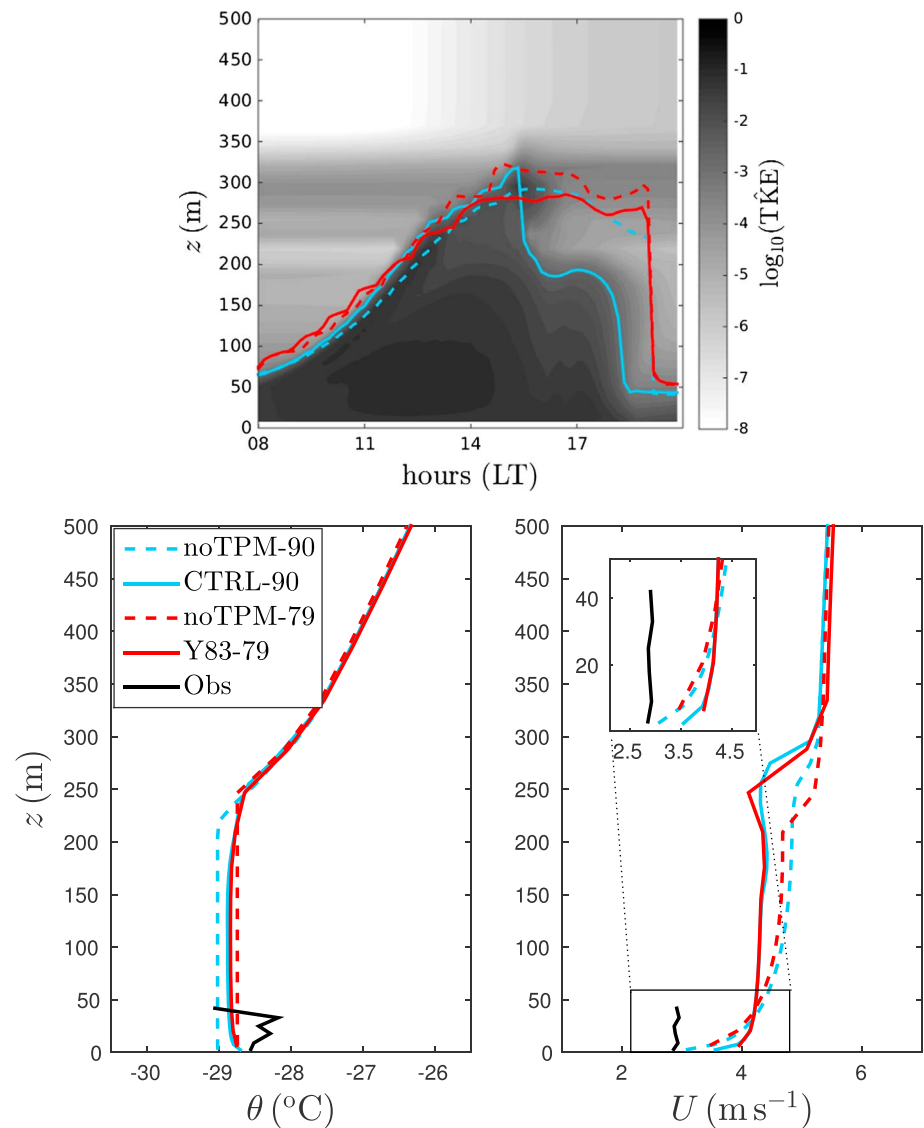 500
450
400
350
300
250
200
150
100
50
0
z (m)
08 11 14 17
hours (LT)
0
-1
-2
-3
-4
-5
-6
-7
-8
log₁₀(TKE)
500
450
400
350
300
250
200
150
100
50
0
z (m)
noTPM-90
CTRL-90
noTPM-79
Y83-79
Obs
-30 -29 -28 -27 -26
θ (°C)
500
450
400
350
300
250
200
150
100
50
0
40
20
2.5 3.5 4.5
2 4 6
U (m s⁻¹)